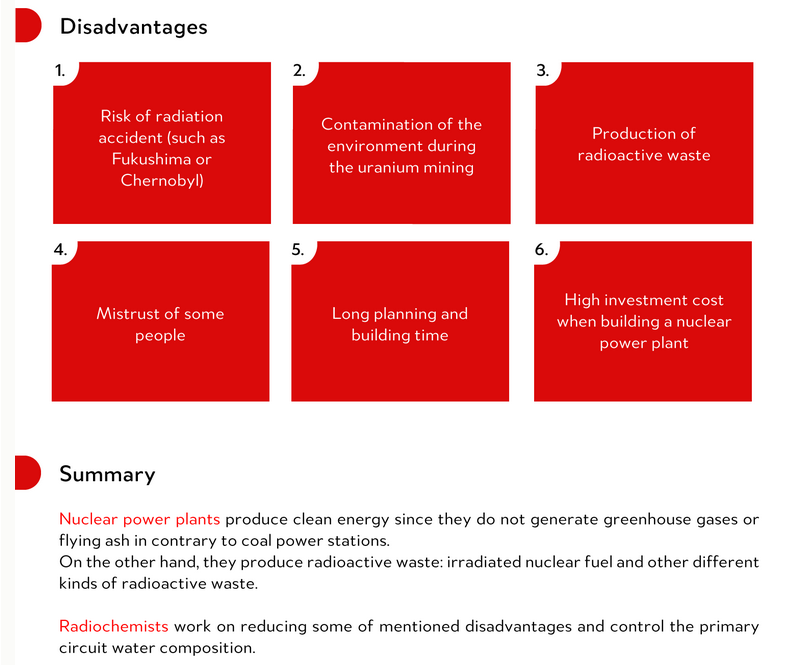 Disadvantages
1.
Risk of radiation
accident (such as
Fukushima or
Chernobyl)
2.
Contamination of the
environment during
the uranium mining
3.
Production of
radioactive waste
4.
Mistrust of some
people
5.
Long planning and
building time
6.
High investment cost
when building a nuclear
power plant
Summary
Nuclear power plants produce clean energy since they do not generate greenhouse gases or
flying ash in contrary to coal power stations.
On the other hand, they produce radioactive waste: irradiated nuclear fuel and other different
kinds of radioactive waste.
Radiochemists work on reducing some of mentioned disadvantages and control the primary
circuit water composition.